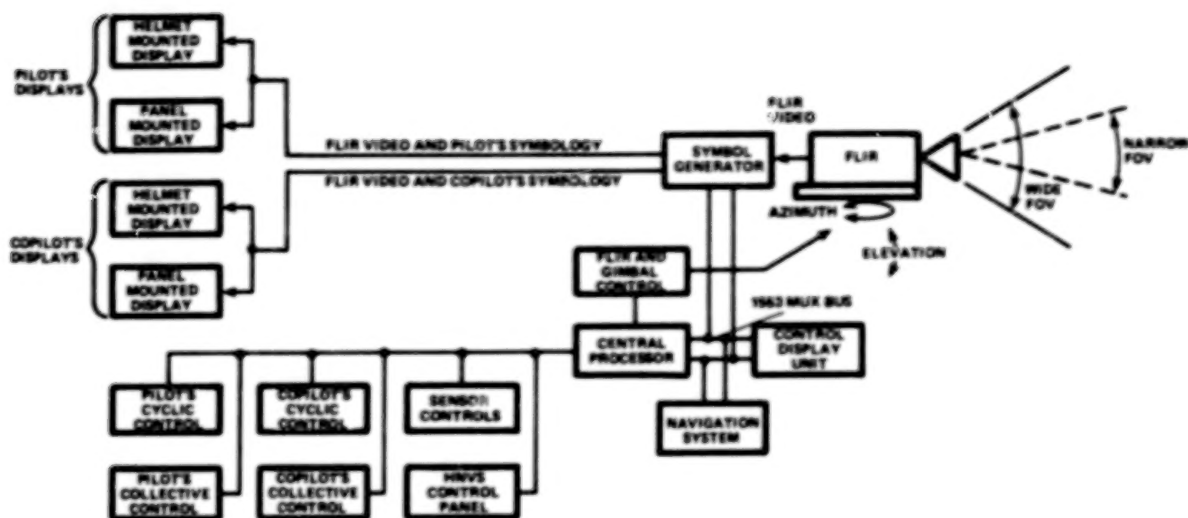 PILOT'S
DISPLAYS
HELMET
MOUNTED
DISPLAY
PANEL
MOUNTED
DISPLAY
COPILOT'S
DISPLAYS
HELMET
MOUNTED
DISPLAY
PANEL
MOUNTED
DISPLAY
FLIR VIDEO AND PILOT'S SYMBOLOGY
FLIR VIDEO AND COPILOT'S SYMBOLOGY
SYMBOL
GENERATOR
FLIR
VIDEO
FLIR
WIDE
FOV
NARROW
FOV
AZIMUTH
ELEVATION
FLIR AND
GIMBAL
CONTROL
1553 MUX BUS
CENTRAL
PROCESSOR
CONTROL
DISPLAY
UNIT
NAVIGATION
SYSTEM
PILOT'S
CYCLIC
CONTROL
COPILOT'S
CYCLIC
CONTROL
SENSOR
CONTROLS
PILOT'S
COLLECTIVE
CONTROL
COPILOT'S
COLLECTIVE
CONTROL
HNVS
CONTROL
PANEL